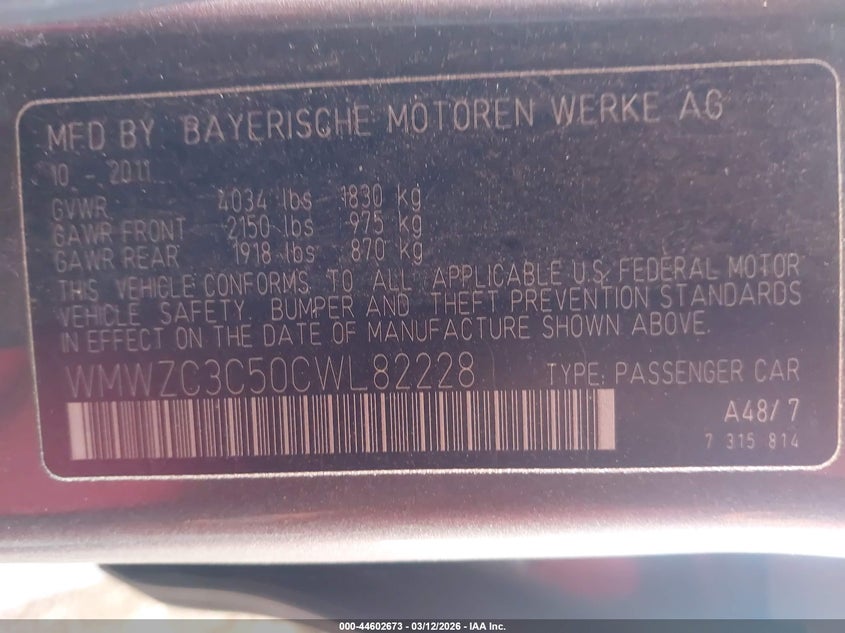 MFD BY BAYERISCHE MOTOREN WERKE AG
10 - 2011
GVWR 4034 lbs 1830 kg
GAWR FRONT 2150 lbs 975 kg
GAWR REAR 1918 lbs 870 kg
THIS VEHICLE CONFORMS TO ALL APPLICABLE U.S. FEDERAL MOTOR
VEHICLE SAFETY, BUMPER AND THEFT PREVENTION STANDARDS
IN EFFECT ON THE DATE OF MANUFACTURE SHOWN ABOVE.
WMWZC3C50CWL82228 TYPE: PASSENGER CAR
A48/ 7
7 315 814
000-44602673 - 03/12/2026 - IAA Inc.